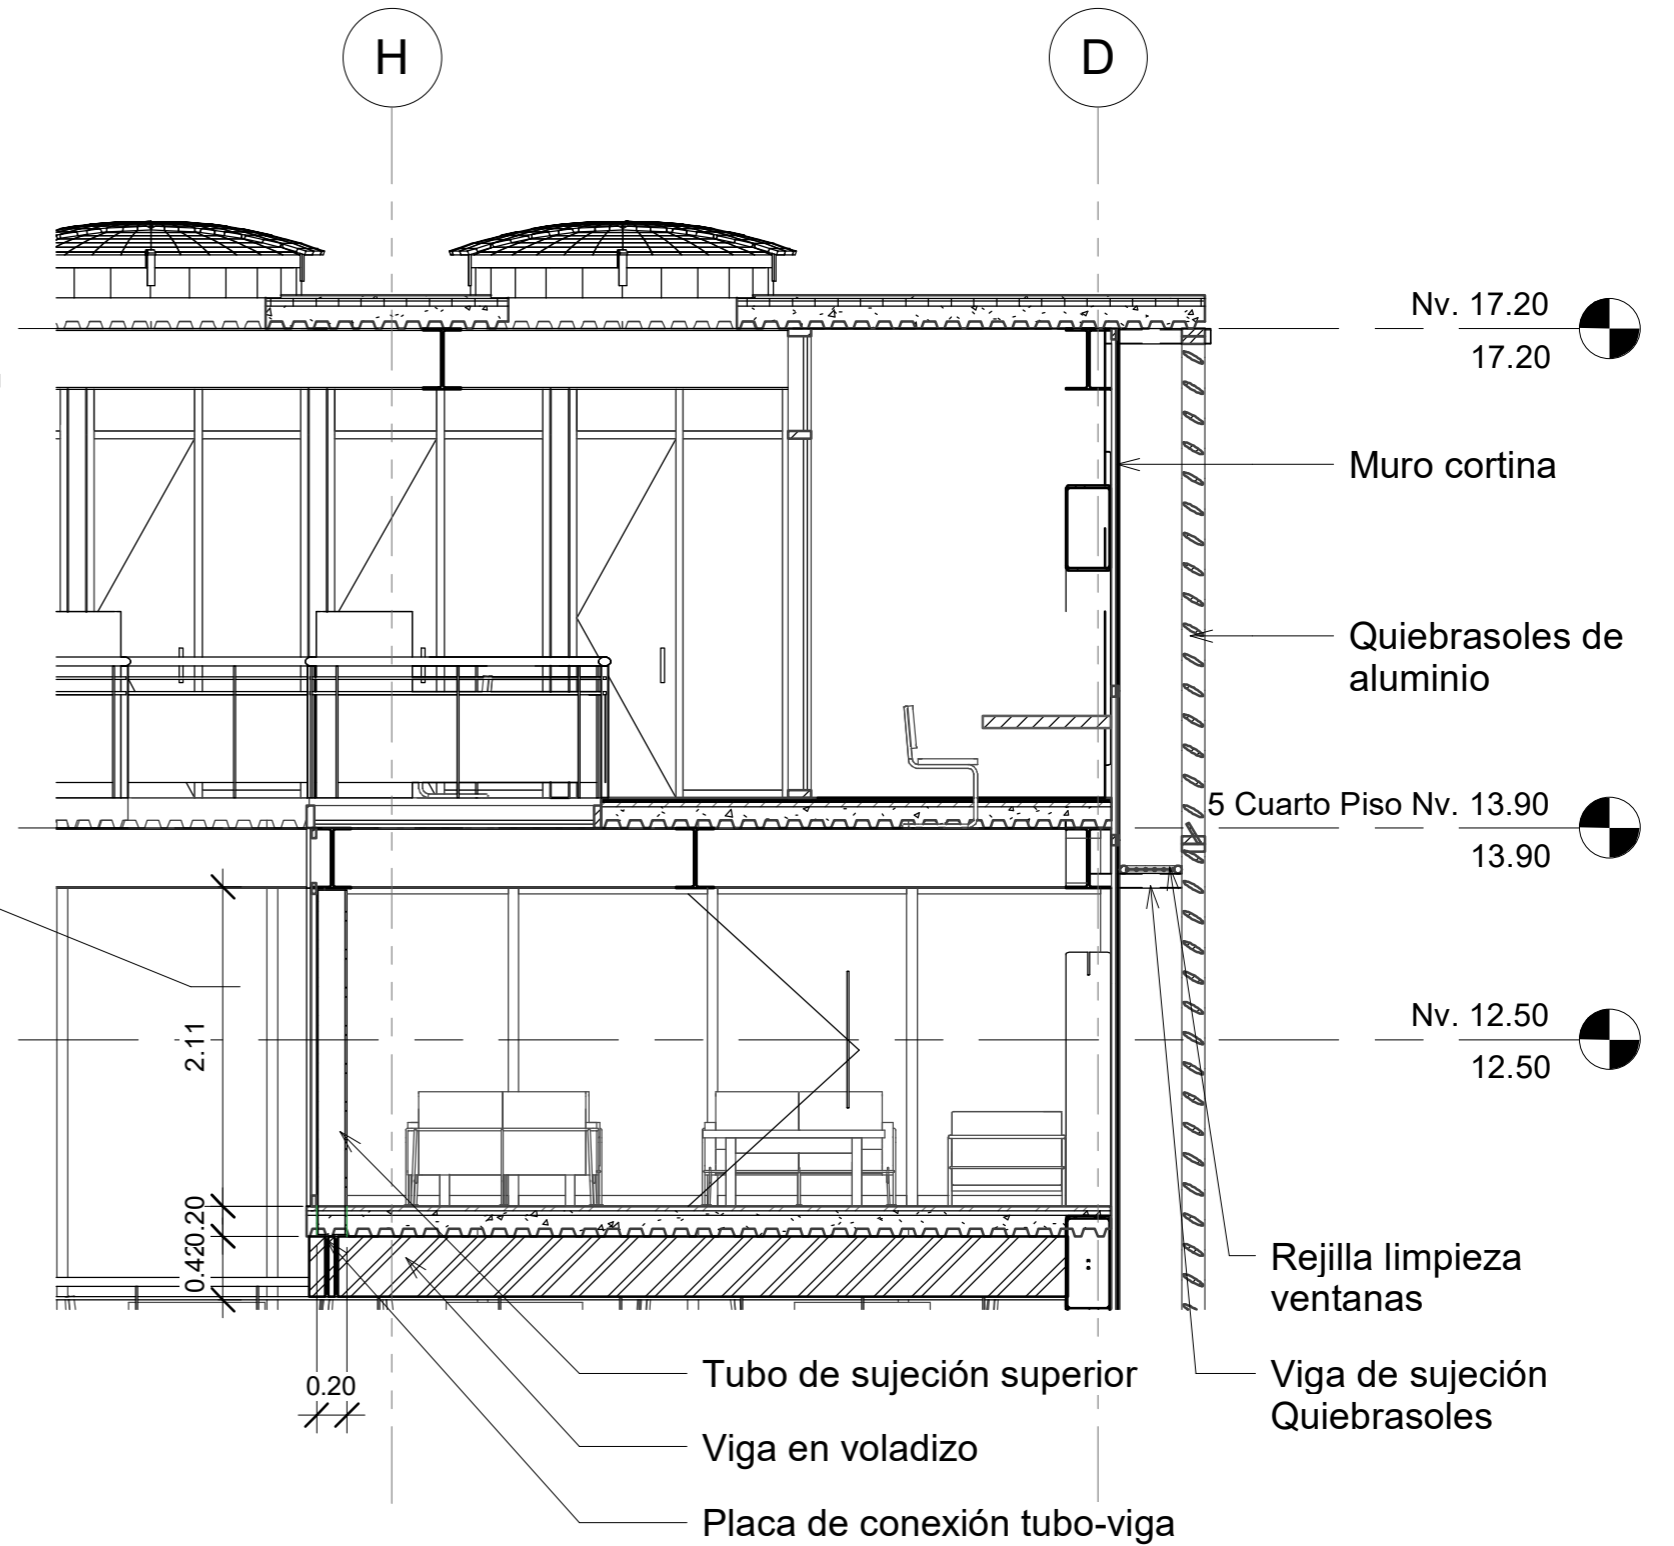 H
D
Nv. 17.20
17.20
Muro cortina
Quiebrasoles de
aluminio
5 Cuarto Piso Nv. 13.90
13.90
Nv. 12.50
12.50
2.11
0.20
0.42
0.20
Rejilla limpieza
ventanas
Tubo de sujeción superior
Viga de sujeción
Quiebrasoles
Viga en voladizo
Placa de conexión tubo-viga